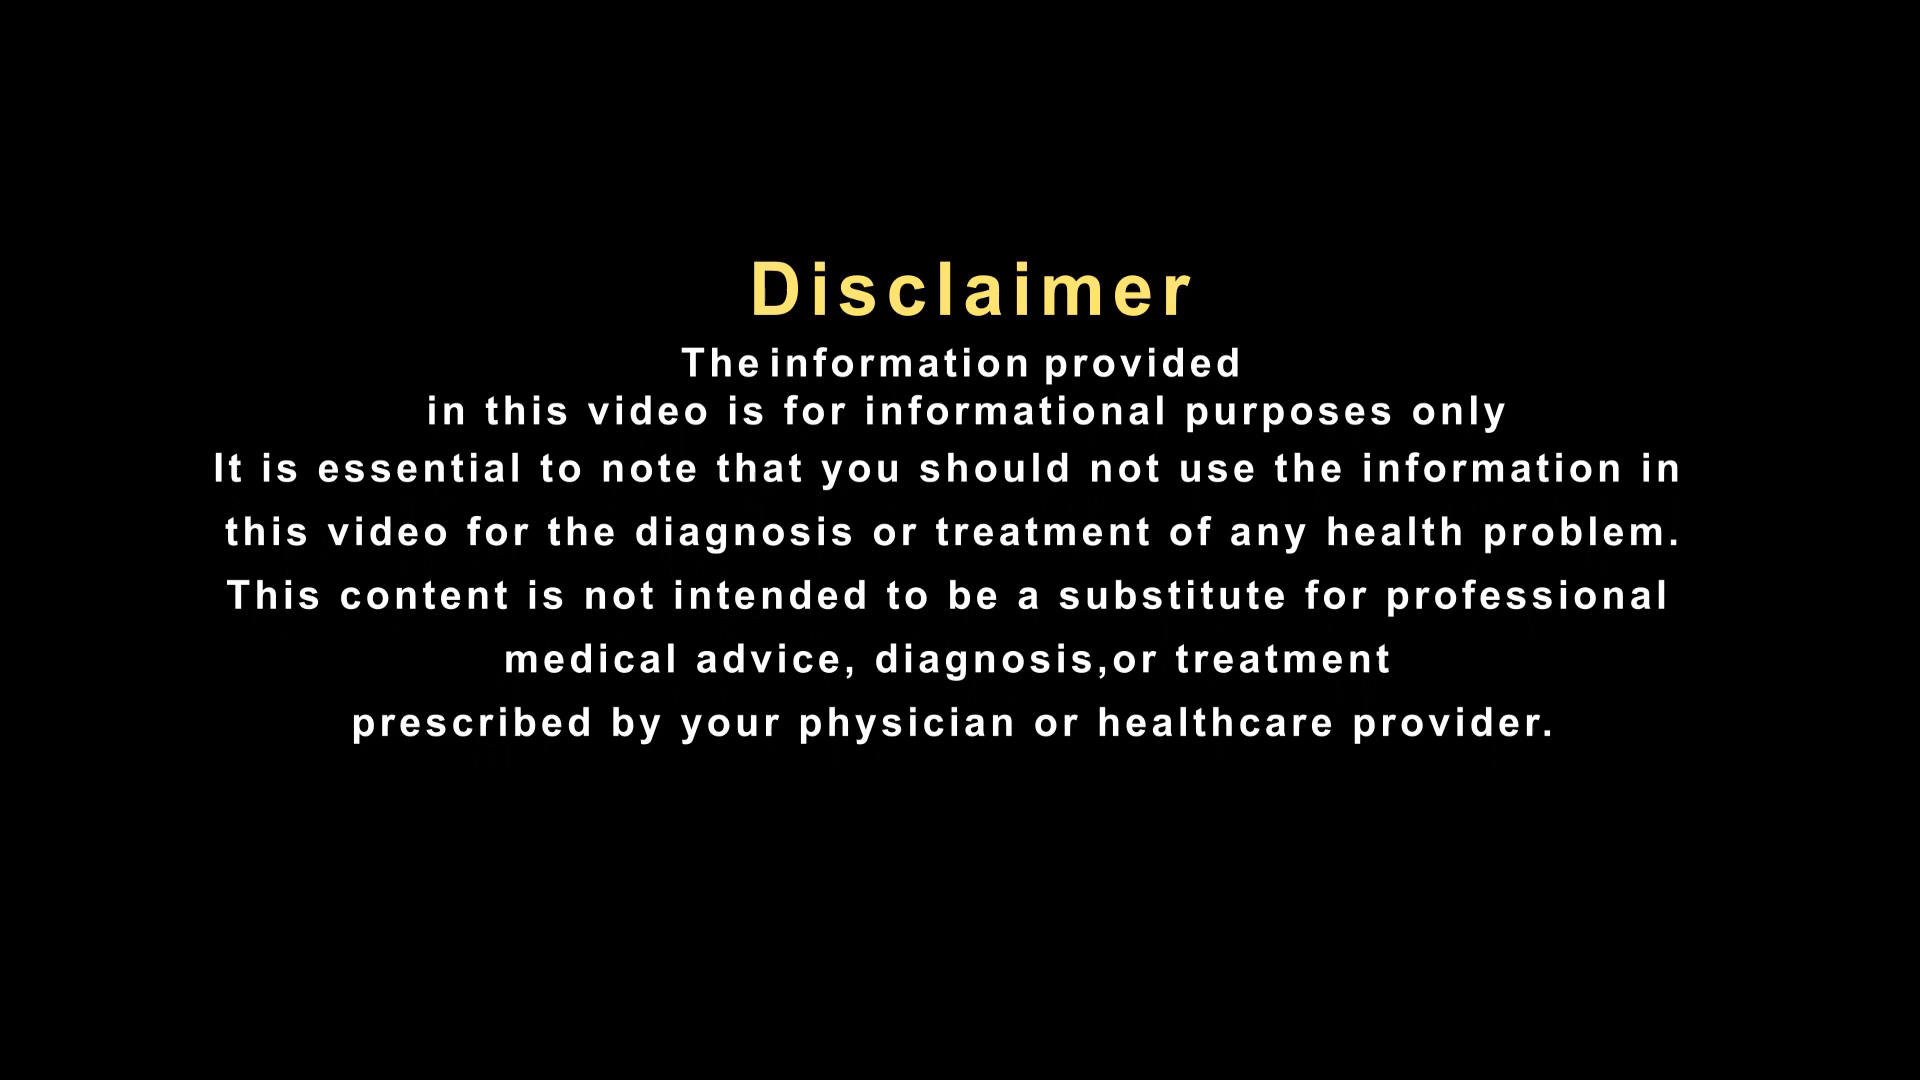 Disclaimer
The information provided
in this video is for informational purposes only
It is essential to note that you should not use the information in
this video for the diagnosis or treatment of any health problem.
This content is not intended to be a substitute for professional
medical advice, diagnosis,or treatment
prescribed by your physician or healthcare provider.